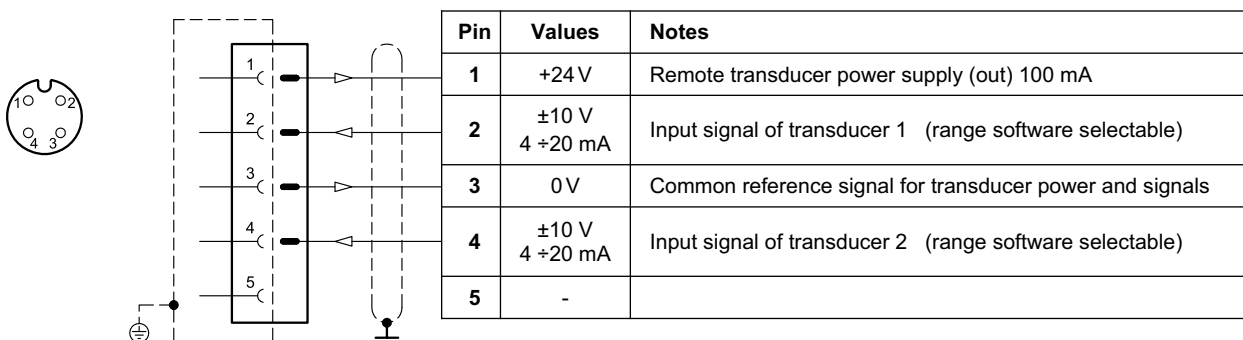 1 2
4 3
1
2
3
4
5
Pin Values Notes
1 +24 V Remote transducer power supply (out) 100 mA
2 ±10 V
4 ÷20 mA Input signal of transducer 1 (range software selectable)
3 0 V Common reference signal for transducer power and signals
4 ±10 V
4 ÷20 mA Input signal of transducer 2 (range software selectable)
5 -